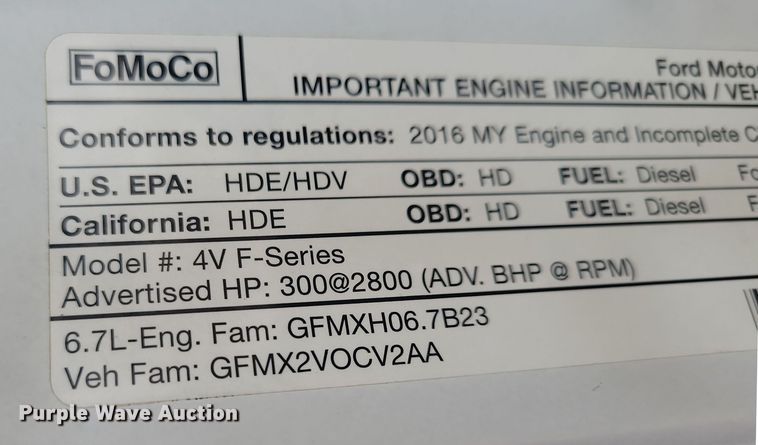 FoMoCo
Ford Moto
IMPORTANT ENGINE INFORMATION / VEH
Conforms to regulations: 2016 MY Engine and Incomplete C
U.S. EPA: HDE/HDV OBD: HD FUEL: Diesel Fo
California: HDE OBD: HD FUEL: Diesel F
Model #: 4V F-Series
Advertised HP: 300@2800 (ADV. BHP @ RPM)
6.7L-Eng. Fam: GFMXH06.7B23
Veh Fam: GFMX2VOCV2AA
Purple Wave Auction